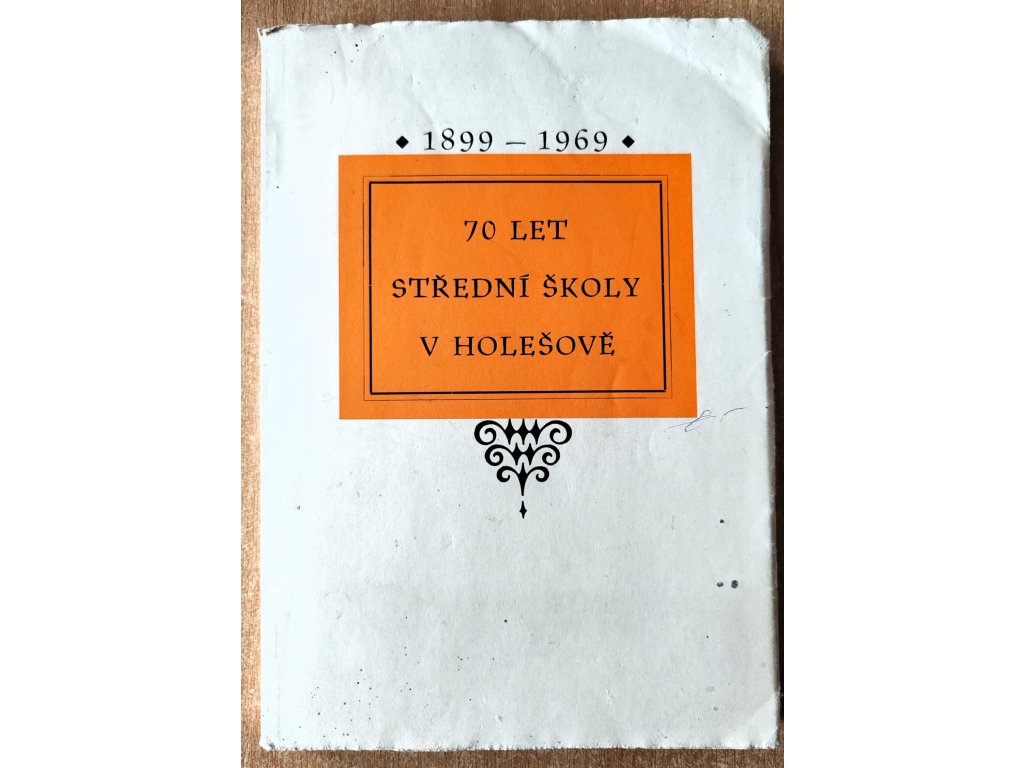 ◆ 1899 – 1969 ◆
70 LET
STŘEDNÍ ŠKOLY
V HOLEŠOVĚ